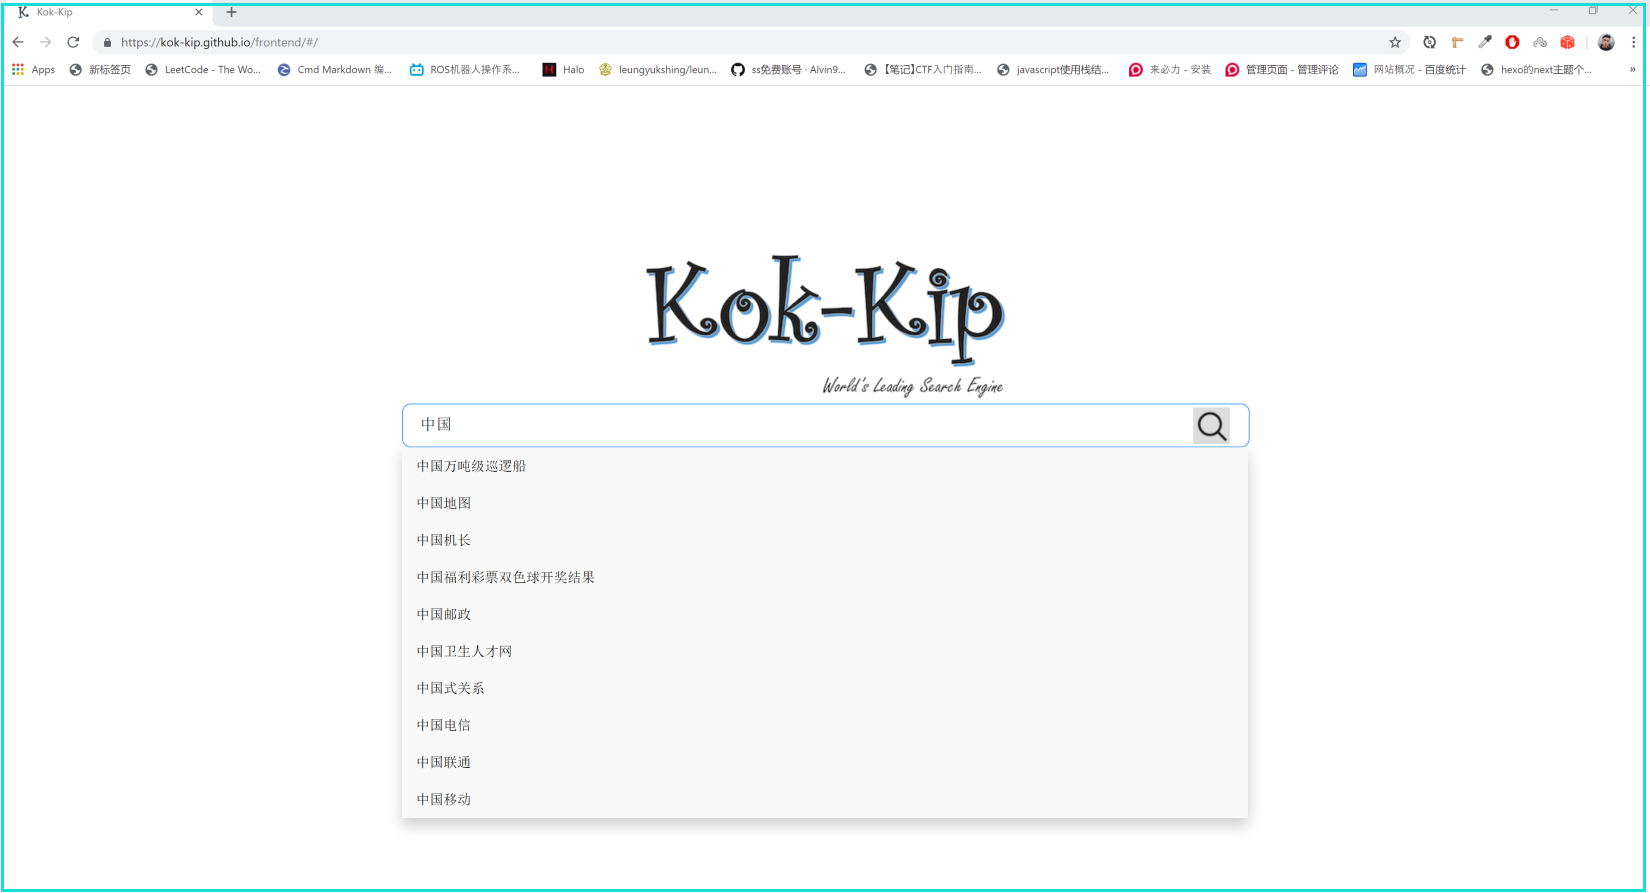 Kok-Kip
https://kok-kip.github.io/frontend/#/
Apps 新标签页 LeetCode - The Wo... Cmd Markdown 编... ROS机器人操作系... Halo leungyukshing/leun... ss免费账号 · Alvin9... 【笔记】CTF入门指南... javascript使用栈结... 来必力 - 安装 管理页面 - 管理评论 网站概况 - 百度统计 hexo的next主题个... »
Kok-Kip
World's Leading Search Engine
中国
中国万吨级巡逻船
中国地图
中国机长
中国福利彩票双色球开奖结果
中国邮政
中国卫生人才网
中国式关系
中国电信
中国联通
中国移动